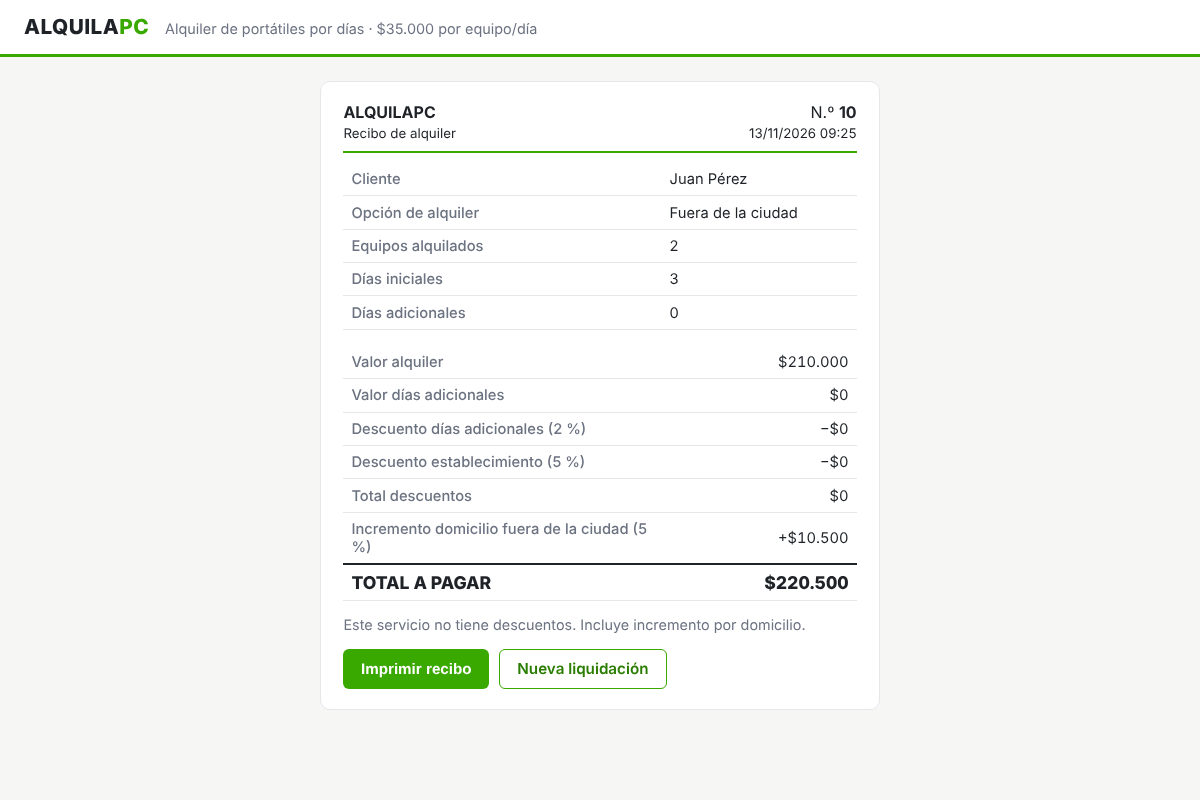 ALQUILAPC Alquiler de portátiles por días · $35.000 por equipo/día
ALQUILAPC N.º 10
Recibo de alquiler 13/11/2026 09:25
Cliente Juan Pérez
Opción de alquiler Fuera de la ciudad
Equipos alquilados 2
Días iniciales 3
Días adicionales 0
Valor alquiler $210.000
Valor días adicionales $0
Descuento días adicionales (2 %) −$0
Descuento establecimiento (5 %) −$0
Total descuentos $0
Incremento domicilio fuera de la ciudad (5
%) +$10.500
TOTAL A PAGAR $220.500
Este servicio no tiene descuentos. Incluye incremento por domicilio.
Imprimir recibo Nueva liquidación